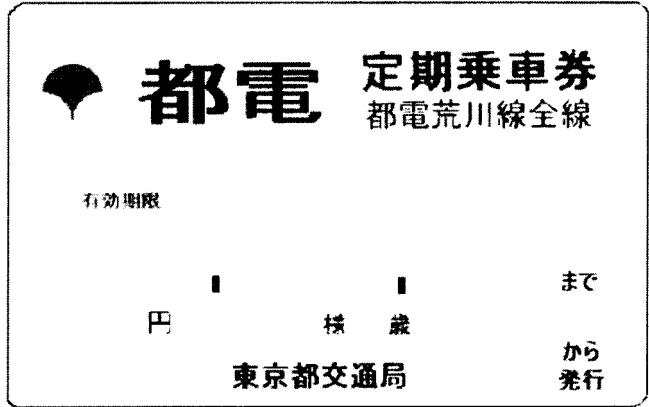 都電 定期乗車券
都電荒川線全線
有効期限
まで
円 様 歳
から
東京都交通局 発行